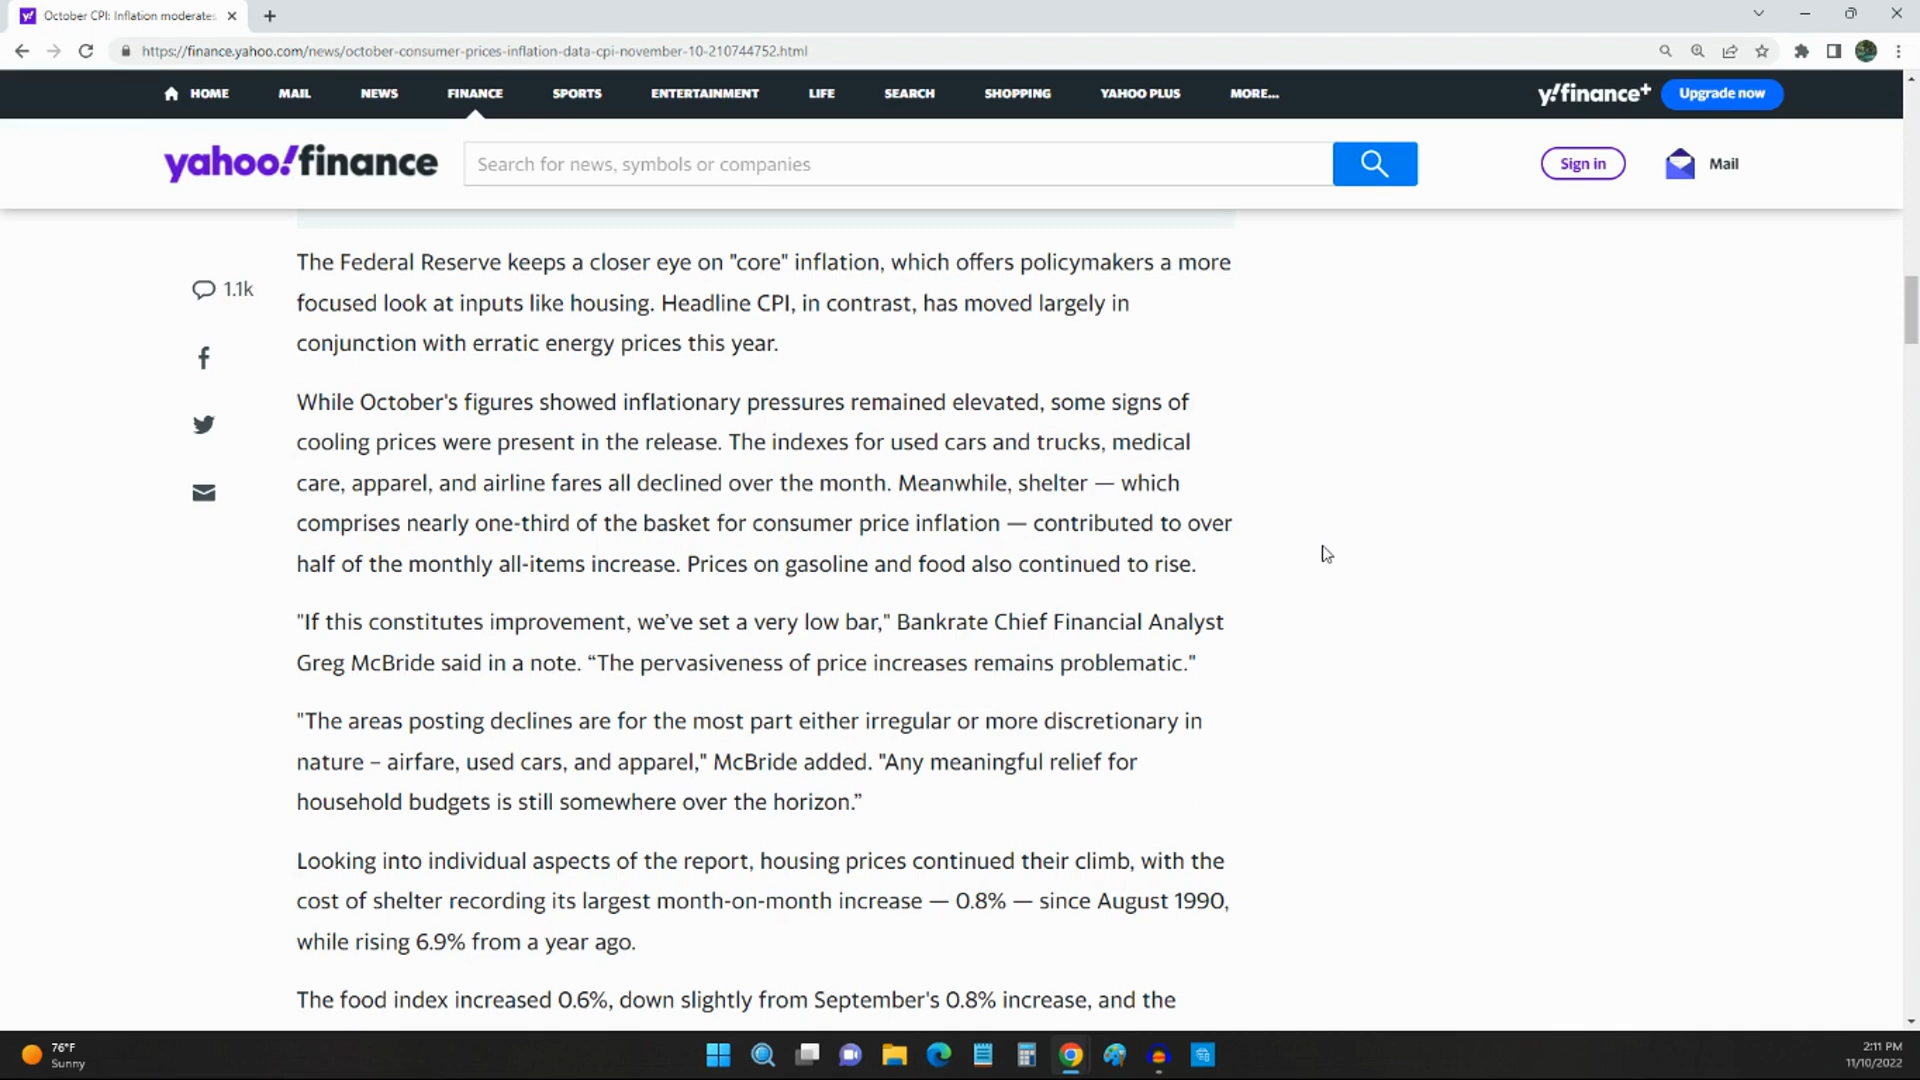 October CPI: Inflation moderates
https://finance.yahoo.com/news/october-consumer-prices-inflation-data-cpi-november-10-210744752.html
HOME MAIL NEWS FINANCE SPORTS ENTERTAINMENT LIFE SEARCH SHOPPING YAHOO PLUS MORE... y!finance+ Upgrade now
yahoo!finance Search for news, symbols or companies Sign in Mail
The Federal Reserve keeps a closer eye on "core" inflation, which offers policymakers a more
1.1k
focused look at inputs like housing. Headline CPI, in contrast, has moved largely in
conjunction with erratic energy prices this year.
While October's figures showed inflationary pressures remained elevated, some signs of
cooling prices were present in the release. The indexes for used cars and trucks, medical
care, apparel, and airline fares all declined over the month. Meanwhile, shelter — which
comprises nearly one-third of the basket for consumer price inflation — contributed to over
half of the monthly all-items increase. Prices on gasoline and food also continued to rise.
"If this constitutes improvement, we’ve set a very low bar," Bankrate Chief Financial Analyst
Greg McBride said in a note. “The pervasiveness of price increases remains problematic."
"The areas posting declines are for the most part either irregular or more discretionary in
nature – airfare, used cars, and apparel," McBride added. "Any meaningful relief for
household budgets is still somewhere over the horizon.”
Looking into individual aspects of the report, housing prices continued their climb, with the
cost of shelter recording its largest month-on-month increase — 0.8% — since August 1990,
while rising 6.9% from a year ago.
The food index increased 0.6%, down slightly from September's 0.8% increase, and the
76°F
Sunny
2:11 PM
11/10/2022